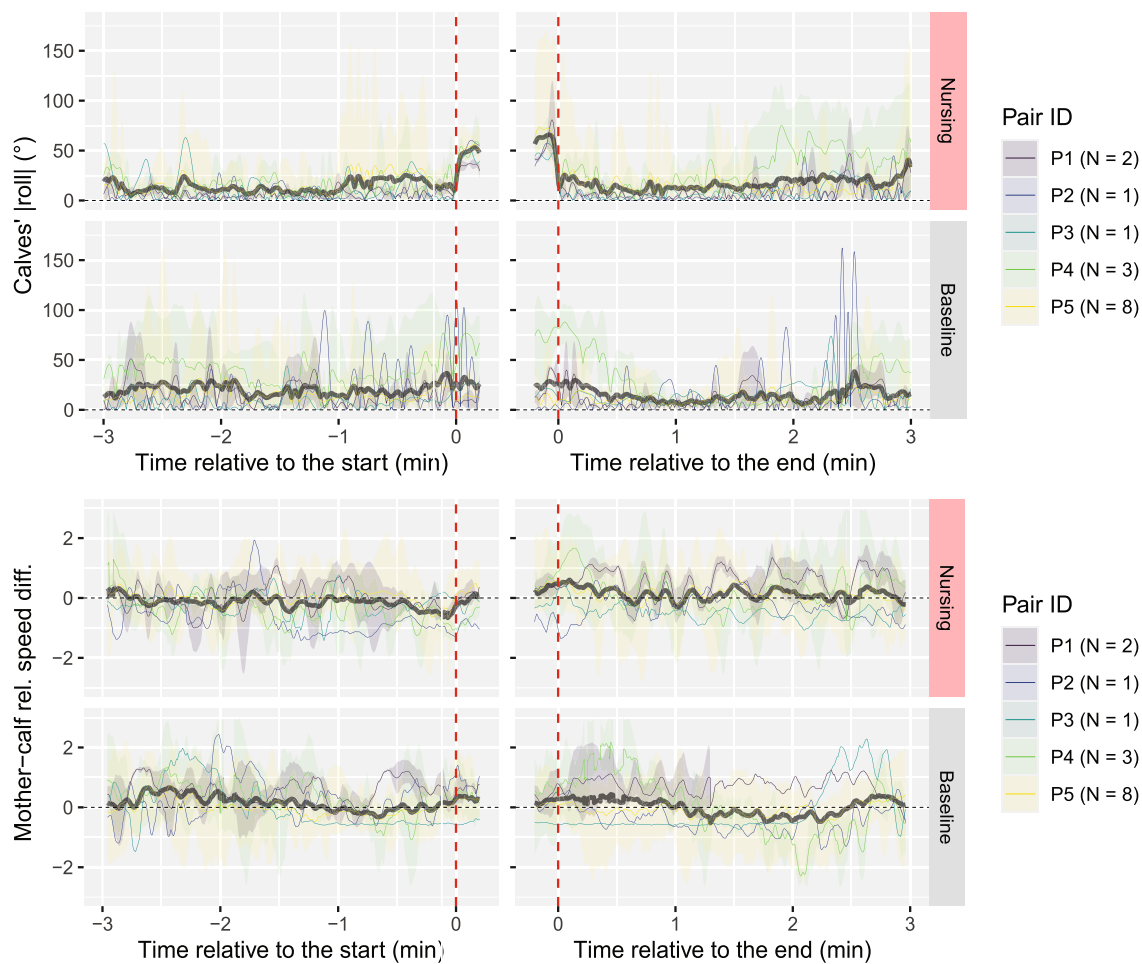 Calves' |roll| (°)
150
100
50
0
Nursing
150
100
50
0
Baseline
−3
−2
−1
0
0
1
2
3
Time relative to the start (min)
Time relative to the end (min)
Pair ID
P1 (N = 2)
P2 (N = 1)
P3 (N = 1)
P4 (N = 3)
P5 (N = 8)
Mother−calf rel. speed diff.
2
0
−2
Nursing
2
0
−2
Baseline
−3
−2
−1
0
0
1
2
3
Time relative to the start (min)
Time relative to the end (min)
Pair ID
P1 (N = 2)
P2 (N = 1)
P3 (N = 1)
P4 (N = 3)
P5 (N = 8)